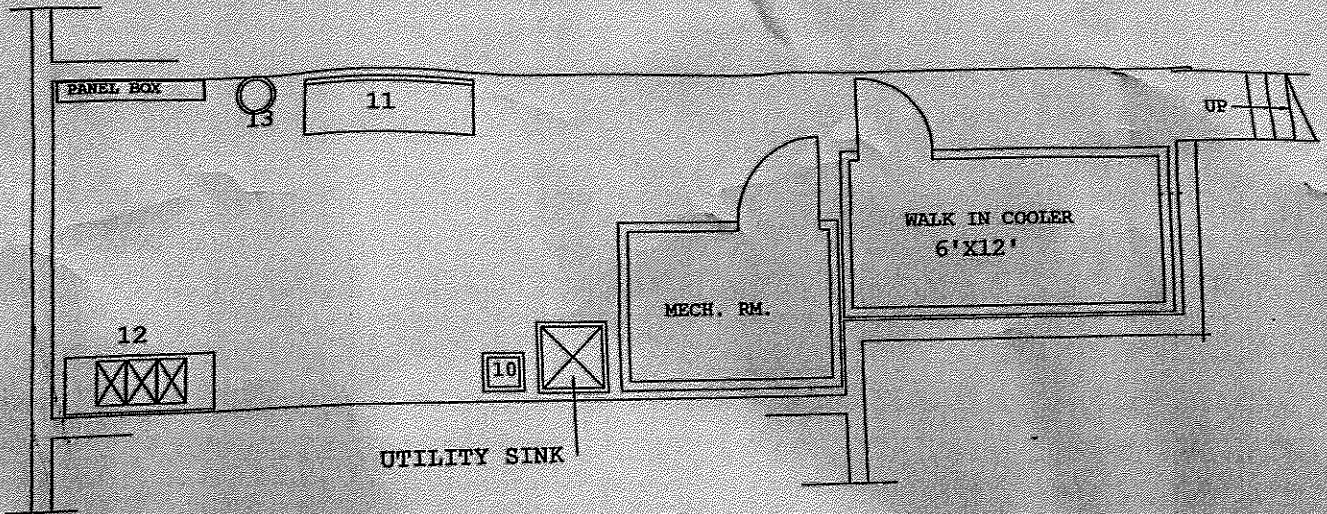 PANEL BOX
13
11
UP
WALK IN COOLER
6'X12'
MECH. RM.
12
10
UTILITY SINK